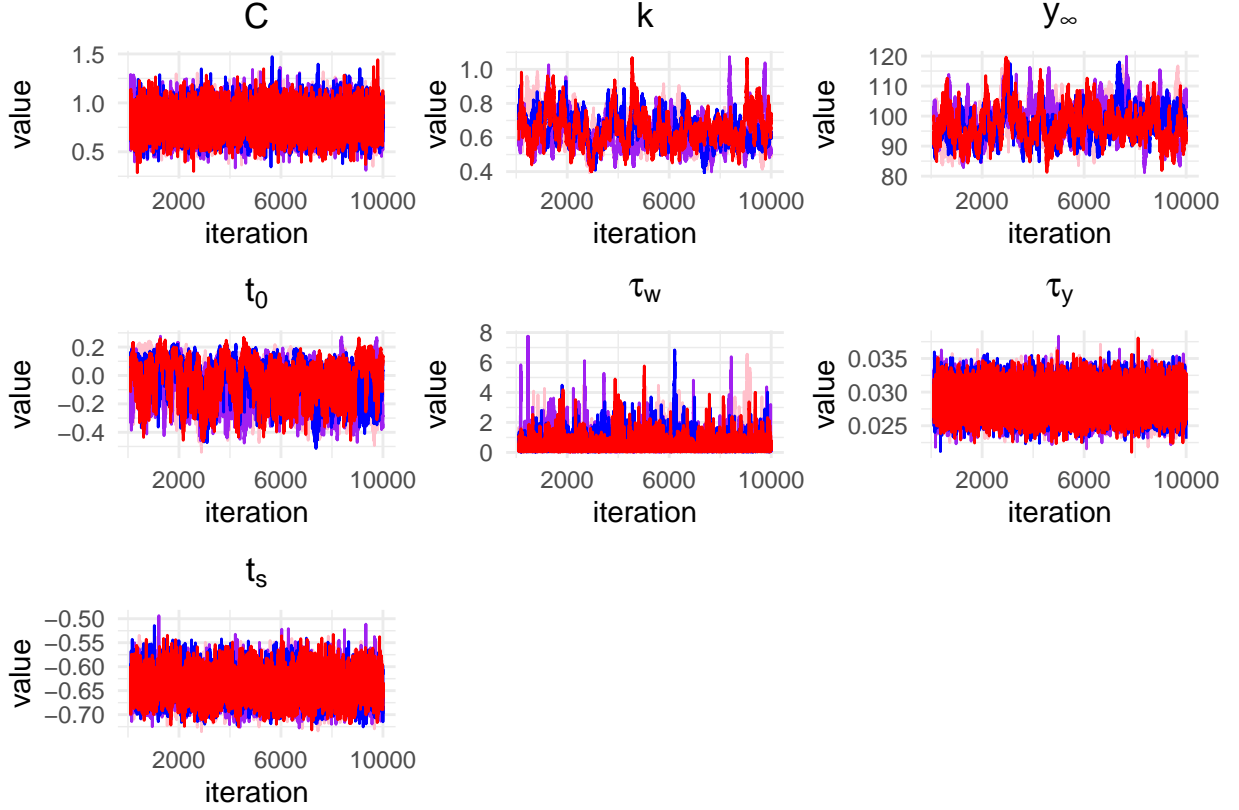 C
value
1.5
1.0
0.5
2000 6000 10000
iteration
k
value
1.0
0.8
0.6
0.4
2000 6000 10000
iteration
y∞
value
120
110
100
90
80
2000 6000 10000
iteration
t₀
value
0.2
0.0
−0.2
−0.4
2000 6000 10000
iteration
τw
value
8
6
4
2
0
2000 6000 10000
iteration
τy
value
0.035
0.030
0.025
2000 6000 10000
iteration
tₛ
value
−0.50
−0.55
−0.60
−0.65
−0.70
2000 6000 10000
iteration